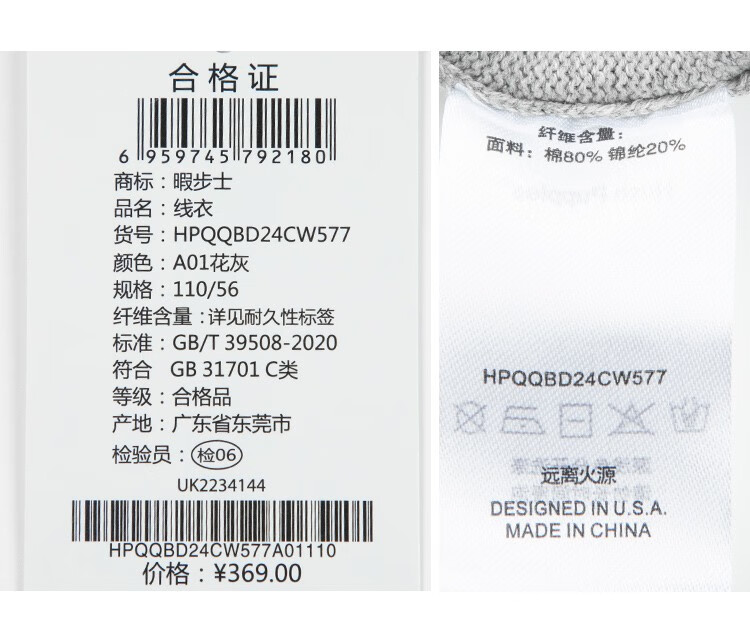 合格证
6 959745 792180
商标：暇步士
品名：线衣
货号：HPQQBD24CW577
颜色：A01花灰
规格：110/56
纤维含量：详见耐久性标签
标准：GB/T 39508-2020
符合 GB 31701 C类
等级：合格品
产地：广东省东莞市
检验员：检06
UK2234144
HPQQBD24CW577A01110
价格：¥369.00
纤维含量：
面料：棉80% 锦纶20%
HPQQBD24CW577
远离火源
DESIGNED IN U.S.A.
MADE IN CHINA